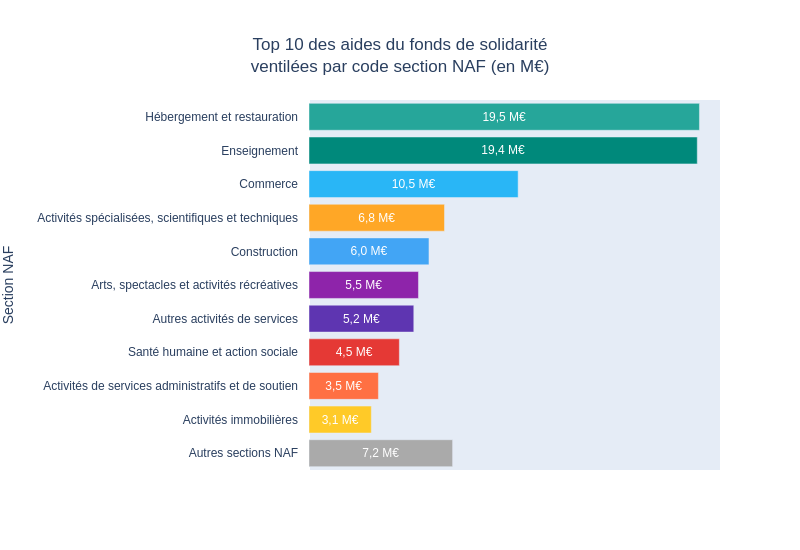 Top 10 des aides du fonds de solidarité
ventilées par code section NAF (en M€)
Section NAF
Hébergement et restauration 19,5 M€
Enseignement 19,4 M€
Commerce 10,5 M€
Activités spécialisées, scientifiques et techniques 6,8 M€
Construction 6,0 M€
Arts, spectacles et activités récréatives 5,5 M€
Autres activités de services 5,2 M€
Santé humaine et action sociale 4,5 M€
Activités de services administratifs et de soutien 3,5 M€
Activités immobilières 3,1 M€
Autres sections NAF 7,2 M€